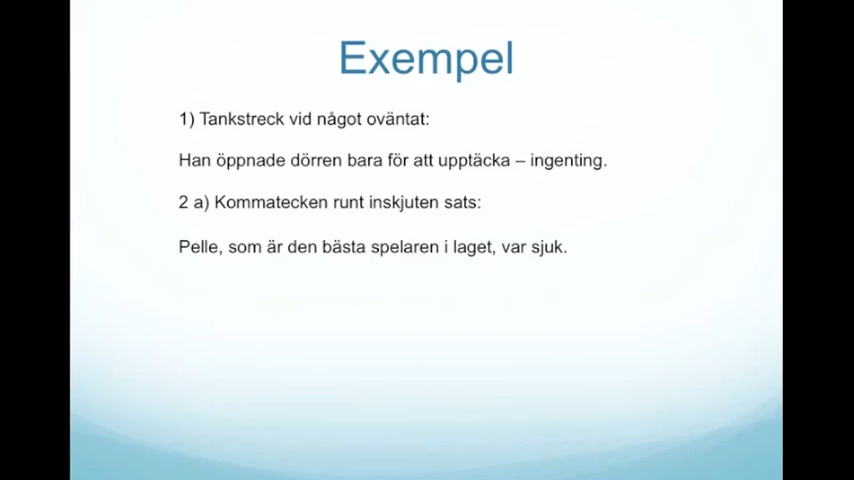 Exempel
1) Tankstreck vid något oväntat:
Han öppnade dörren bara för att upptäcka – ingenting.
2 a) Kommatecken runt inskjuten sats:
Pelle, som är den bästa spelaren i laget, var sjuk.